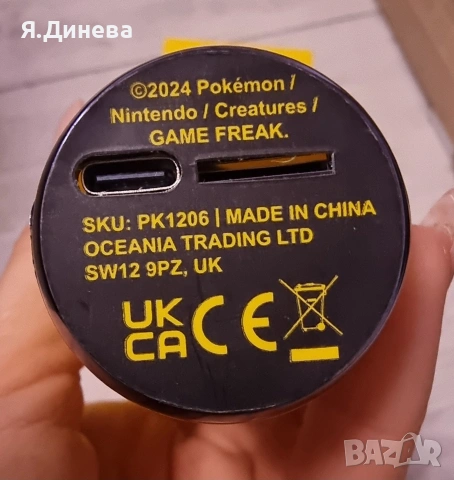 Я.Динева
©2024 Pokémon /
Nintendo / Creatures /
GAME FREAK.
SKU: PK1206 | MADE IN CHINA
OCEANIA TRADING LTD
SW12 9PZ, UK
UK
CA CE
BAZAR